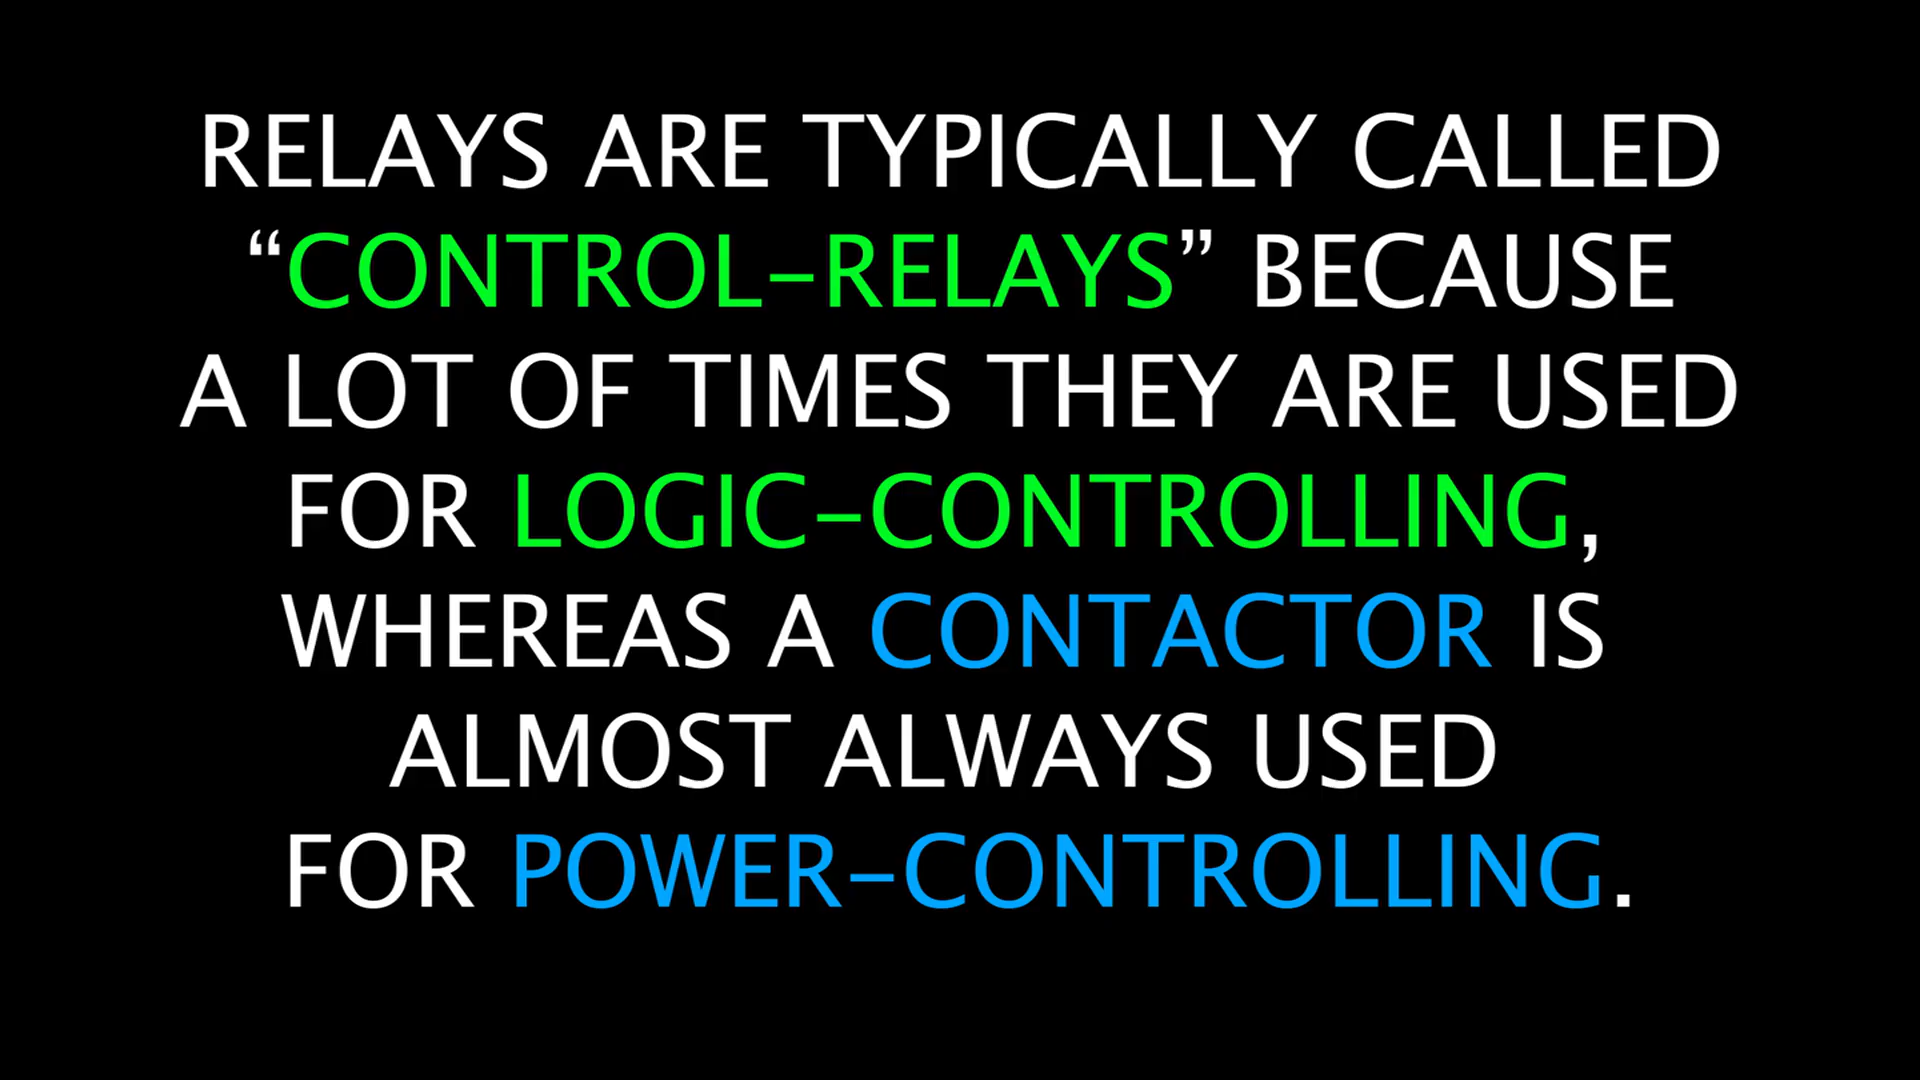 RELAYS ARE TYPICALLY CALLED
“CONTROL-RELAYS” BECAUSE
A LOT OF TIMES THEY ARE USED
FOR LOGIC-CONTROLLING,
WHEREAS A CONTACTOR IS
ALMOST ALWAYS USED
FOR POWER-CONTROLLING.